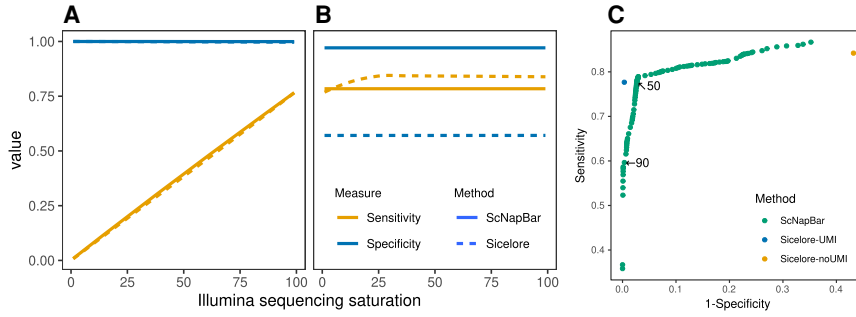 A
B
C
value
1.00
0.75
0.50
0.25
0.00
0
25
50
75
100
0
25
50
75
100
Illumina sequencing saturation
Measure
Sensitivity
Specificity
Method
ScNapBar
Sicelore
Sensitivity
0.8
0.7
0.6
0.5
0.4
50
90
Method
ScNapBar
Sicelore-UMI
Sicelore-noUMI
0.0
0.1
0.2
0.3
0.4
1-Specificity